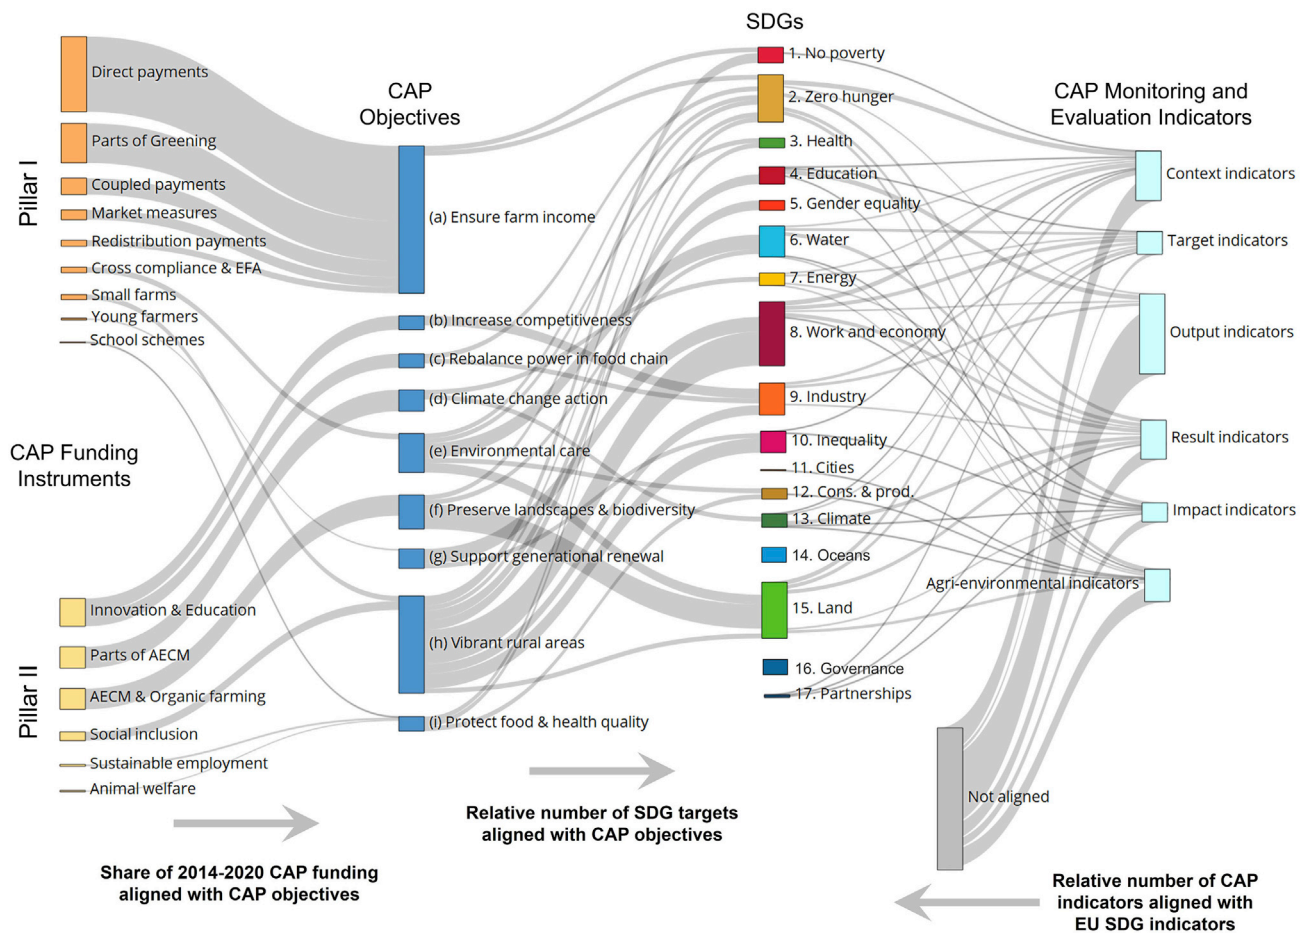 SDGs
CAP
Objectives
CAP Monitoring and
Evaluation Indicators
Pillar I
Direct payments
Parts of Greening
Coupled payments
Market measures
Redistribution payments
Cross compliance & EFA
Small farms
Young farmers
School schemes
CAP Funding
Instruments
Pillar II
Innovation & Education
Parts of AECM
AECM & Organic farming
Social inclusion
Sustainable employment
Animal welfare
(a) Ensure farm income
(b) Increase competitiveness
(c) Rebalance power in food chain
(d) Climate change action
(e) Environmental care
(f) Preserve landscapes & biodiversity
(g) Support generational renewal
(h) Vibrant rural areas
(i) Protect food & health quality
1. No poverty
2. Zero hunger
3. Health
4. Education
5. Gender equality
6. Water
7. Energy
8. Work and economy
9. Industry
10. Inequality
11. Cities
12. Cons. & prod.
13. Climate
14. Oceans
15. Land
16. Governance
17. Partnerships
Context indicators
Target indicators
Output indicators
Result indicators
Impact indicators
Agri-environmental indicators
Not aligned
Share of 2014-2020 CAP funding
aligned with CAP objectives
Relative number of SDG targets
aligned with CAP objectives
Relative number of CAP
indicators aligned with
EU SDG indicators